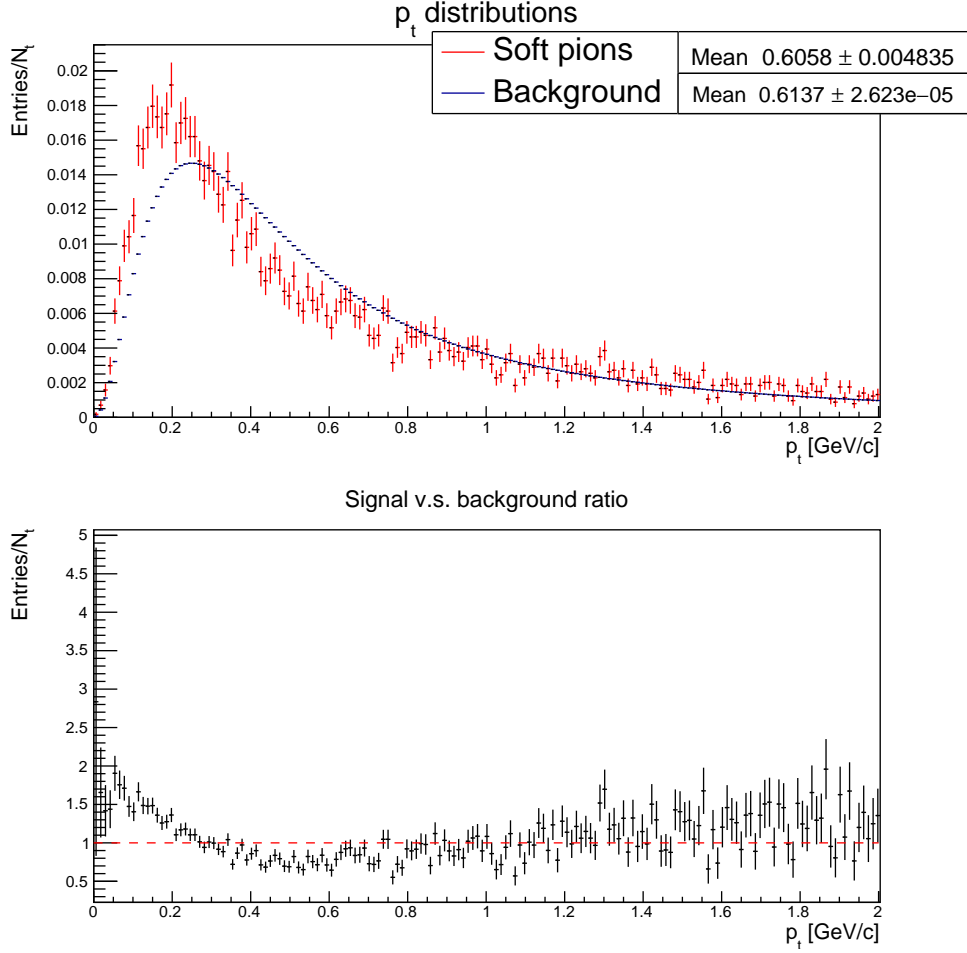 p_t distributions
Soft pions
Mean 0.6058 ± 0.004835
Background
Mean 0.6137 ± 2.623e−05
Entries/N_t
0.02
0.018
0.016
0.014
0.012
0.01
0.008
0.006
0.004
0.002
0
0 0.2 0.4 0.6 0.8 1 1.2 1.4 1.6 1.8 2
p_t [GeV/c]
Signal v.s. background ratio
Entries/N_t
5
4.5
4
3.5
3
2.5
2
1.5
1
0.5
0 0.2 0.4 0.6 0.8 1 1.2 1.4 1.6 1.8 2
p_t [GeV/c]